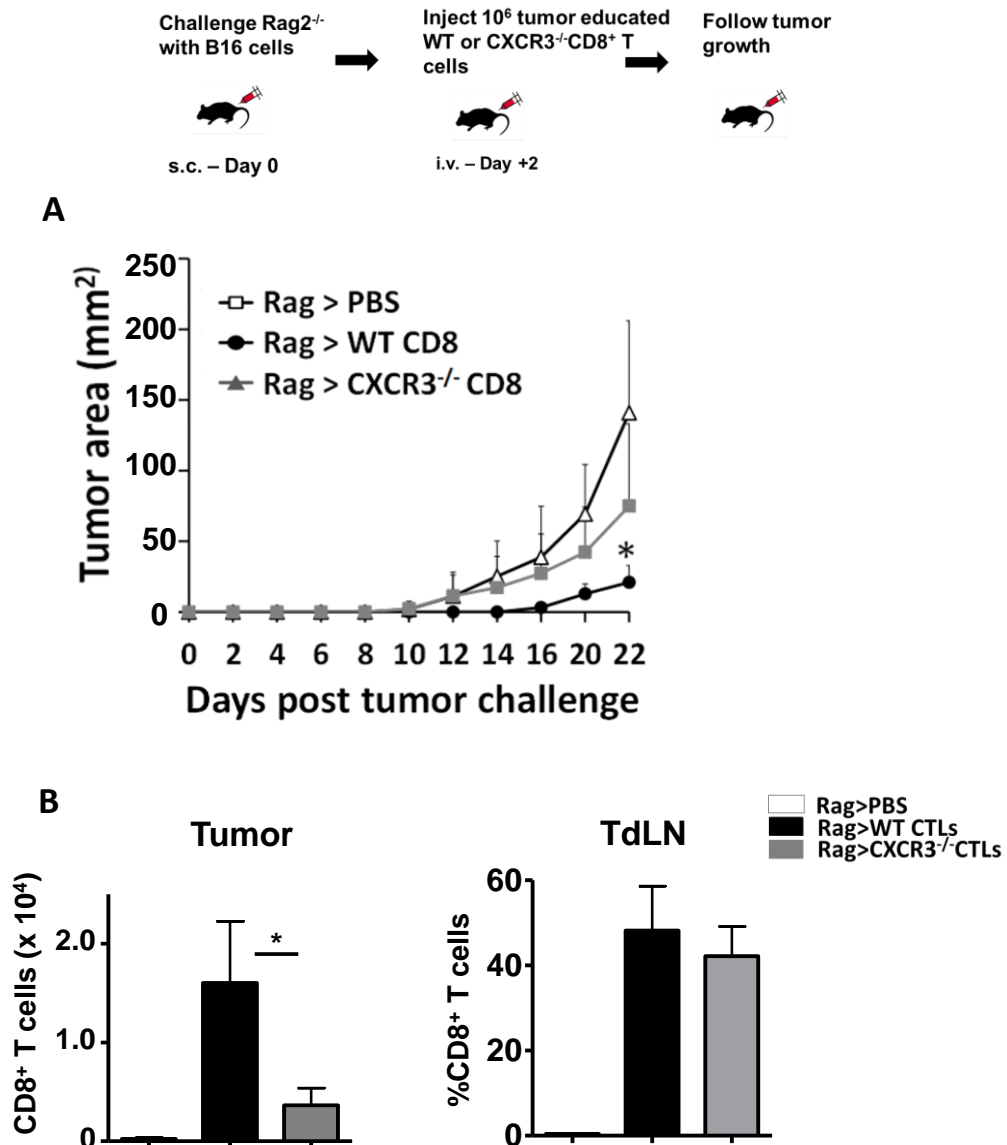 Challenge Rag2-/-
with B16 cells
s.c. – Day 0
Inject 10⁶ tumor educated
WT or CXCR3-/-CD8⁺ T
cells
i.v. – Day +2
Follow tumor
growth
A
Tumor area (mm²)
250
200
150
100
50
0
Rag > PBS
Rag > WT CD8
Rag > CXCR3-/- CD8
*
0 2 4 6 8 10 12 14 16 20 22
Days post tumor challenge
B
Tumor
CD8⁺ T cells (x 10⁴)
2.0
1.0
0
*
TdLN
%CD8⁺ T cells
60
40
20
0
Rag>PBS
Rag>WT CTLs
Rag>CXCR3-/-CTLs